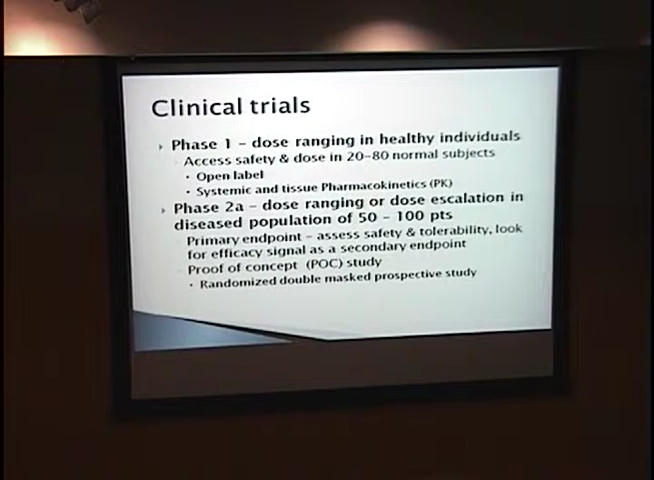 Clinical trials
Phase 1 – dose ranging in healthy individuals
Access safety & dose in 20–80 normal subjects
Open label
Systemic and tissue Pharmacokinetics (PK)
Phase 2a – dose ranging or dose escalation in
diseased population of 50 – 100 pts
Primary endpoint – assess safety & tolerability, look
for efficacy signal as a secondary endpoint
Proof of concept (POC) study
Randomized double masked prospective study